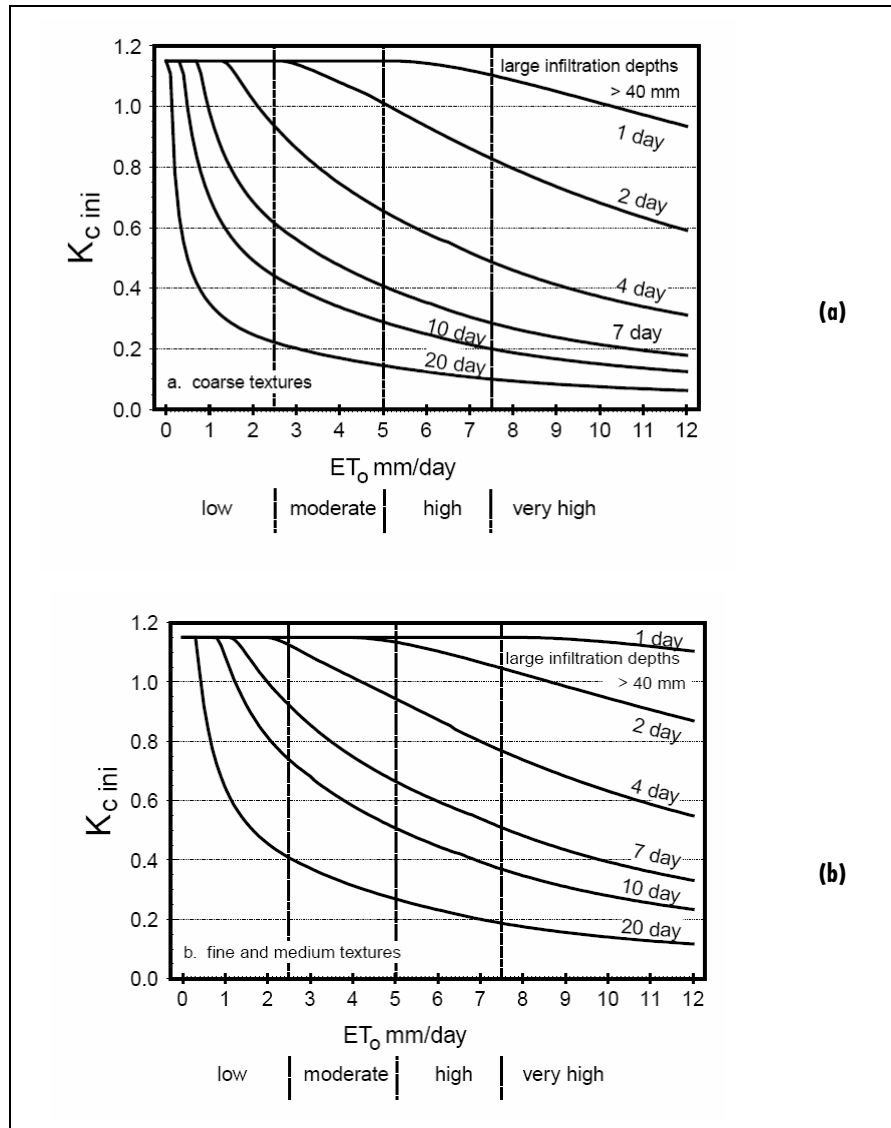 1.2
1.0
0.8
0.6
0.4
0.2
0.0
K c ini
large infiltration depths
> 40 mm
1 day
2 day
4 day
7 day
10 day
20 day
a. coarse textures
0 1 2 3 4 5 6 7 8 9 10 11 12
ETo mm/day
low moderate high very high
(a)
1.2
1.0
0.8
0.6
0.4
0.2
0.0
K c ini
1 day
large infiltration depths
> 40 mm
2 day
4 day
7 day
10 day
20 day
b. fine and medium textures
0 1 2 3 4 5 6 7 8 9 10 11 12
ETo mm/day
low moderate high very high
(b)